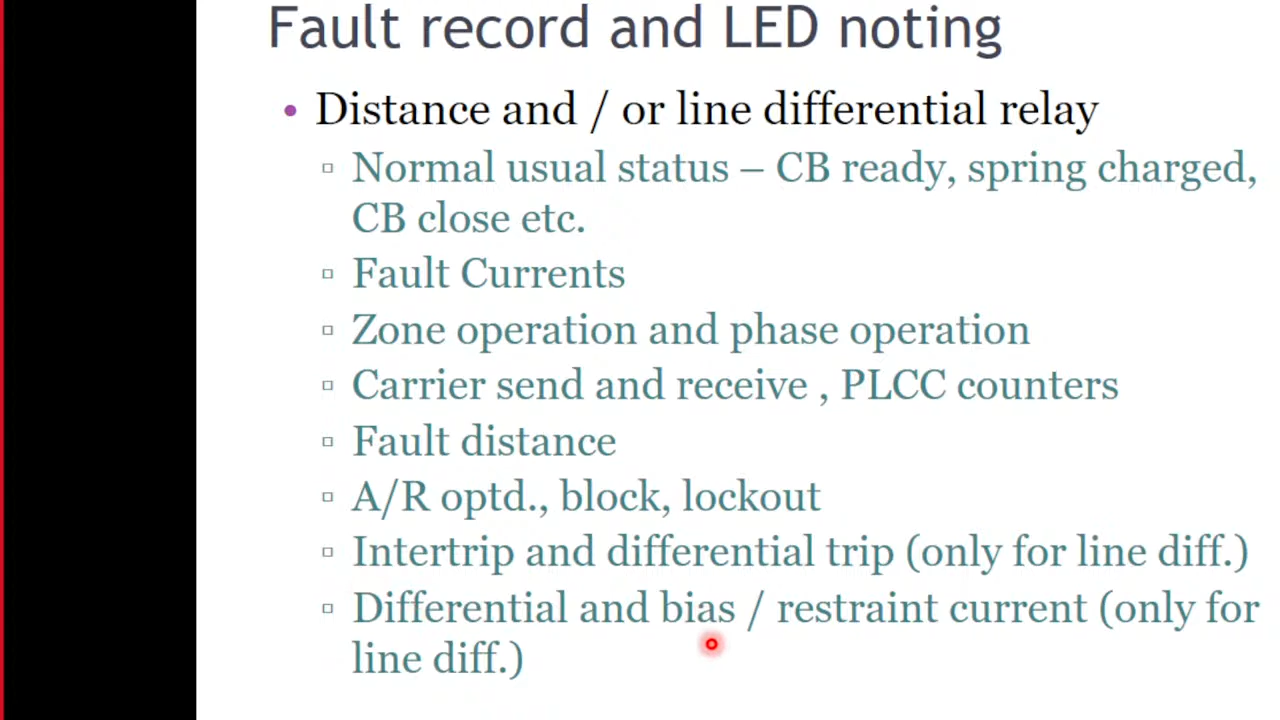 Fault record and LED noting
• Distance and / or line differential relay
▫ Normal usual status – CB ready, spring charged,
CB close etc.
▫ Fault Currents
▫ Zone operation and phase operation
▫ Carrier send and receive , PLCC counters
▫ Fault distance
▫ A/R optd., block, lockout
▫ Intertrip and differential trip (only for line diff.)
▫ Differential and bias / restraint current (only for
line diff.)